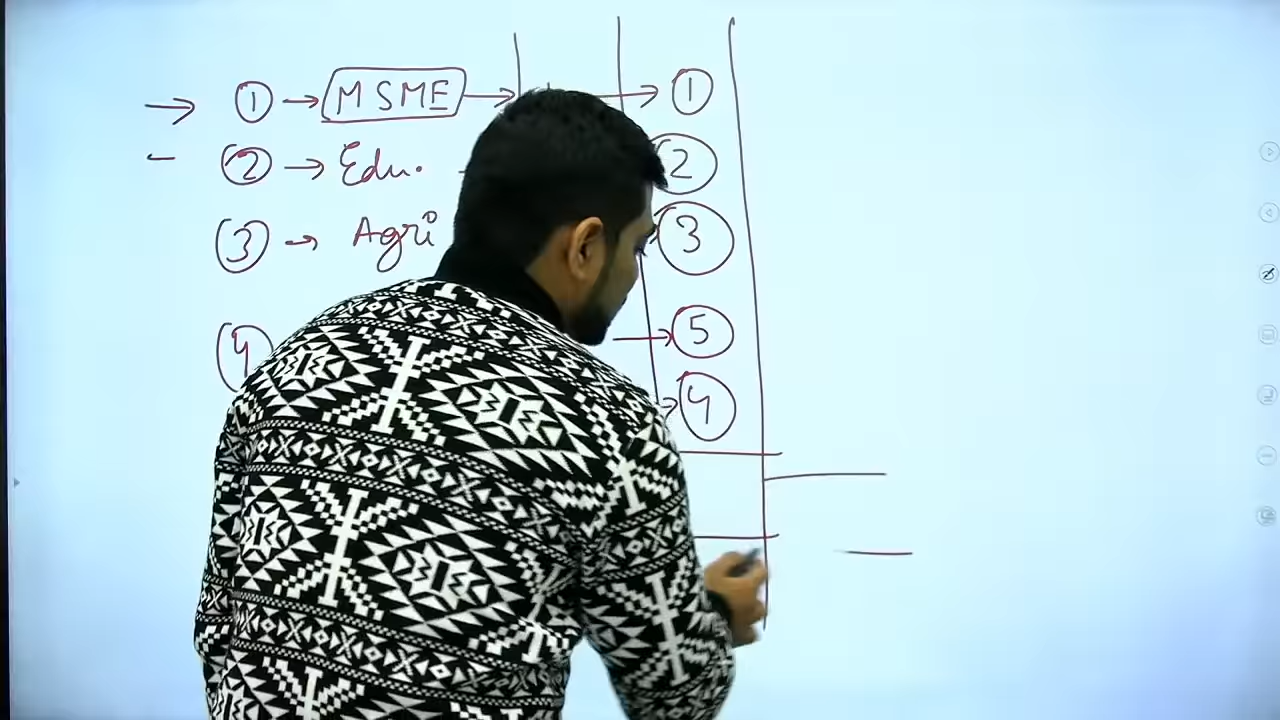 → ① → MSME → → ①
- ② → Edu. ②
③ → Agri ③
④ → ⑤
→ ④